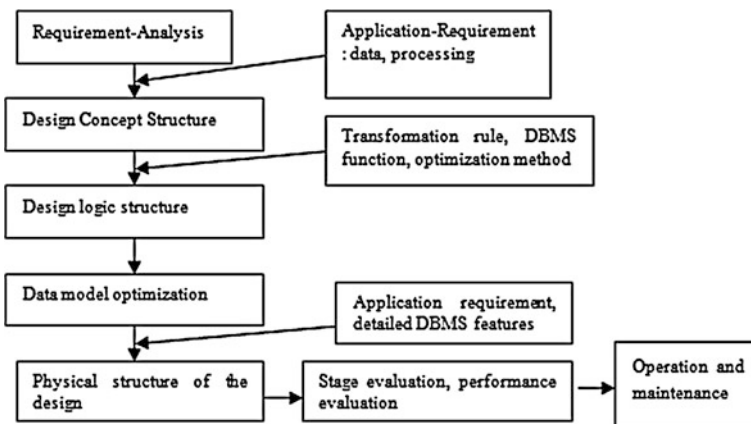 Requirement-Analysis
Application-Requirement
: data, processing
Design Concept Structure
Transformation rule, DBMS
function, optimization method
Design logic structure
Data model optimization
Application requirement,
detailed DBMS features
Physical structure of the
design
Stage evaluation, performance
evaluation
Operation and
maintenance